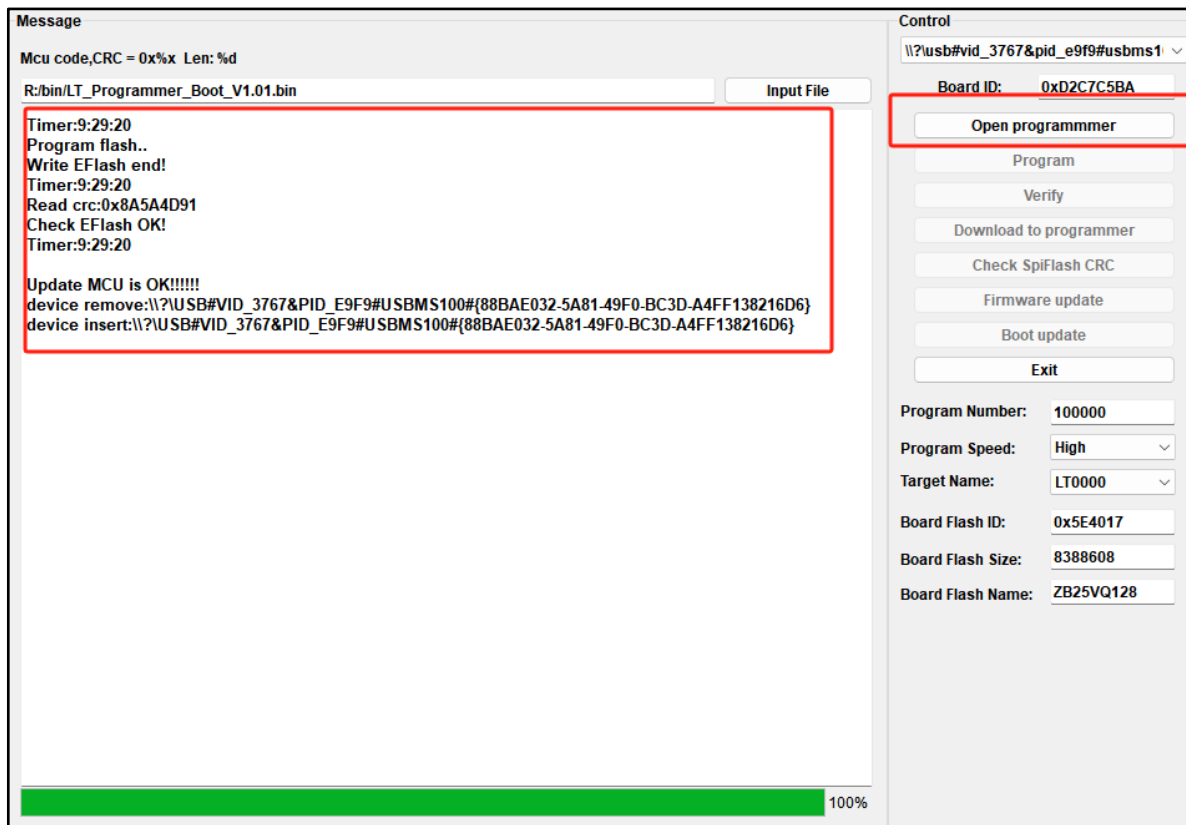 Message
Mcu code,CRC = 0x%x  Len: %d
R:/bin/LT_Programmer_Boot_V1.01.bin
Input File
Timer:9:29:20
Program flash..
Write EFlash end!
Timer:9:29:20
Read crc:0x8A5A4D91
Check EFlash OK!
Timer:9:29:20
Update MCU is OK!!!!!!
device remove:\\?\USB#VID_3767&PID_E9F9#USBMS100#{88BAE032-5A81-49F0-BC3D-A4FF138216D6}
device insert:\\?\USB#VID_3767&PID_E9F9#USBMS100#{88BAE032-5A81-49F0-BC3D-A4FF138216D6}
100%
Control
\\?\usb#vid_3767&pid_e9f9#usbms1
Board ID: 0xD2C7C5BA
Open programmmer
Program
Verify
Download to programmer
Check SpiFlash CRC
Firmware update
Boot update
Exit
Program Number: 100000
Program Speed: High
Target Name: LT0000
Board Flash ID: 0x5E4017
Board Flash Size: 8388608
Board Flash Name: ZB25VQ128